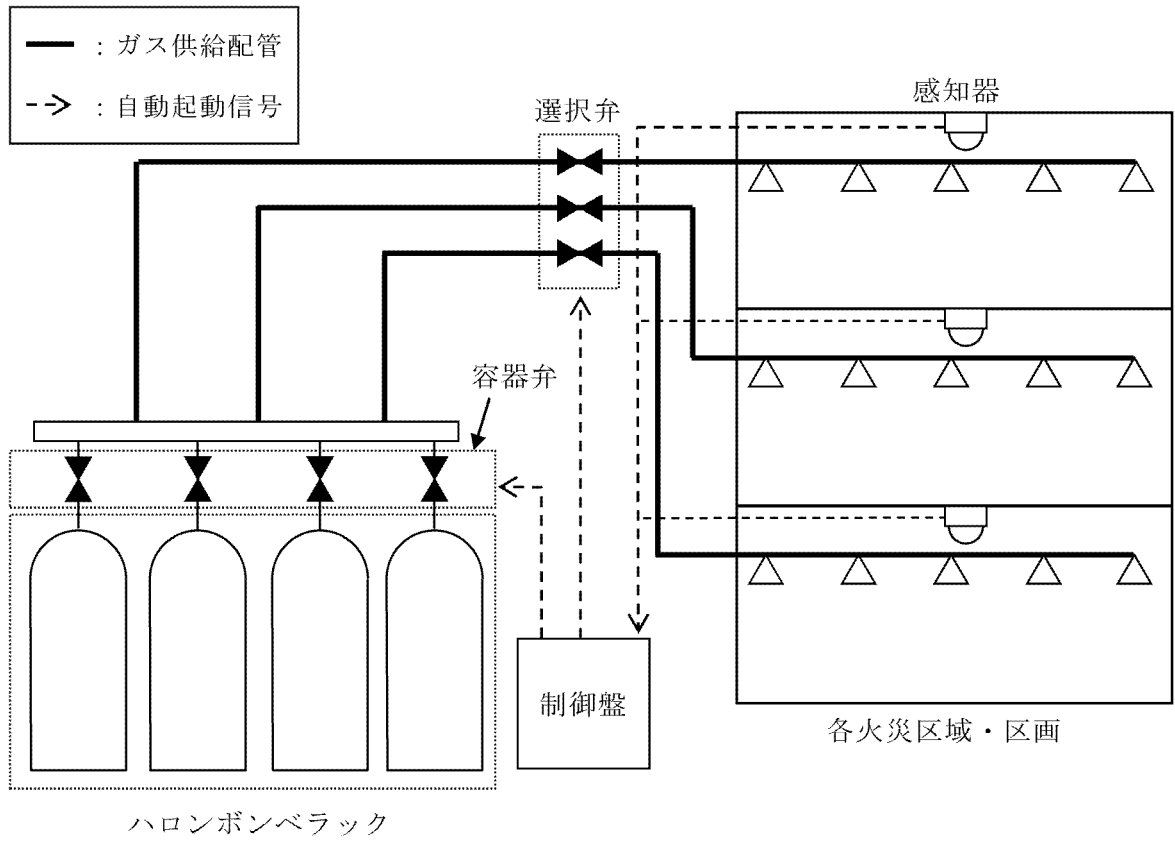 ：ガス供給配管
：自動起動信号
選択弁
感知器
容器弁
制御盤
各火災区域・区画
ハロンボンベラック